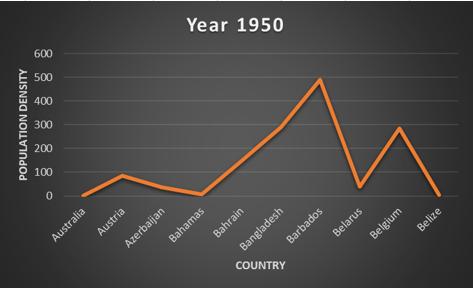 Year 1950
POPULATION DENSITY
600
500
400
300
200
100
0
Australia
Austria
Azerbaijan
Bahamas
Bahrain
Bangladesh
Barbados
Belarus
Belgium
Belize
COUNTRY